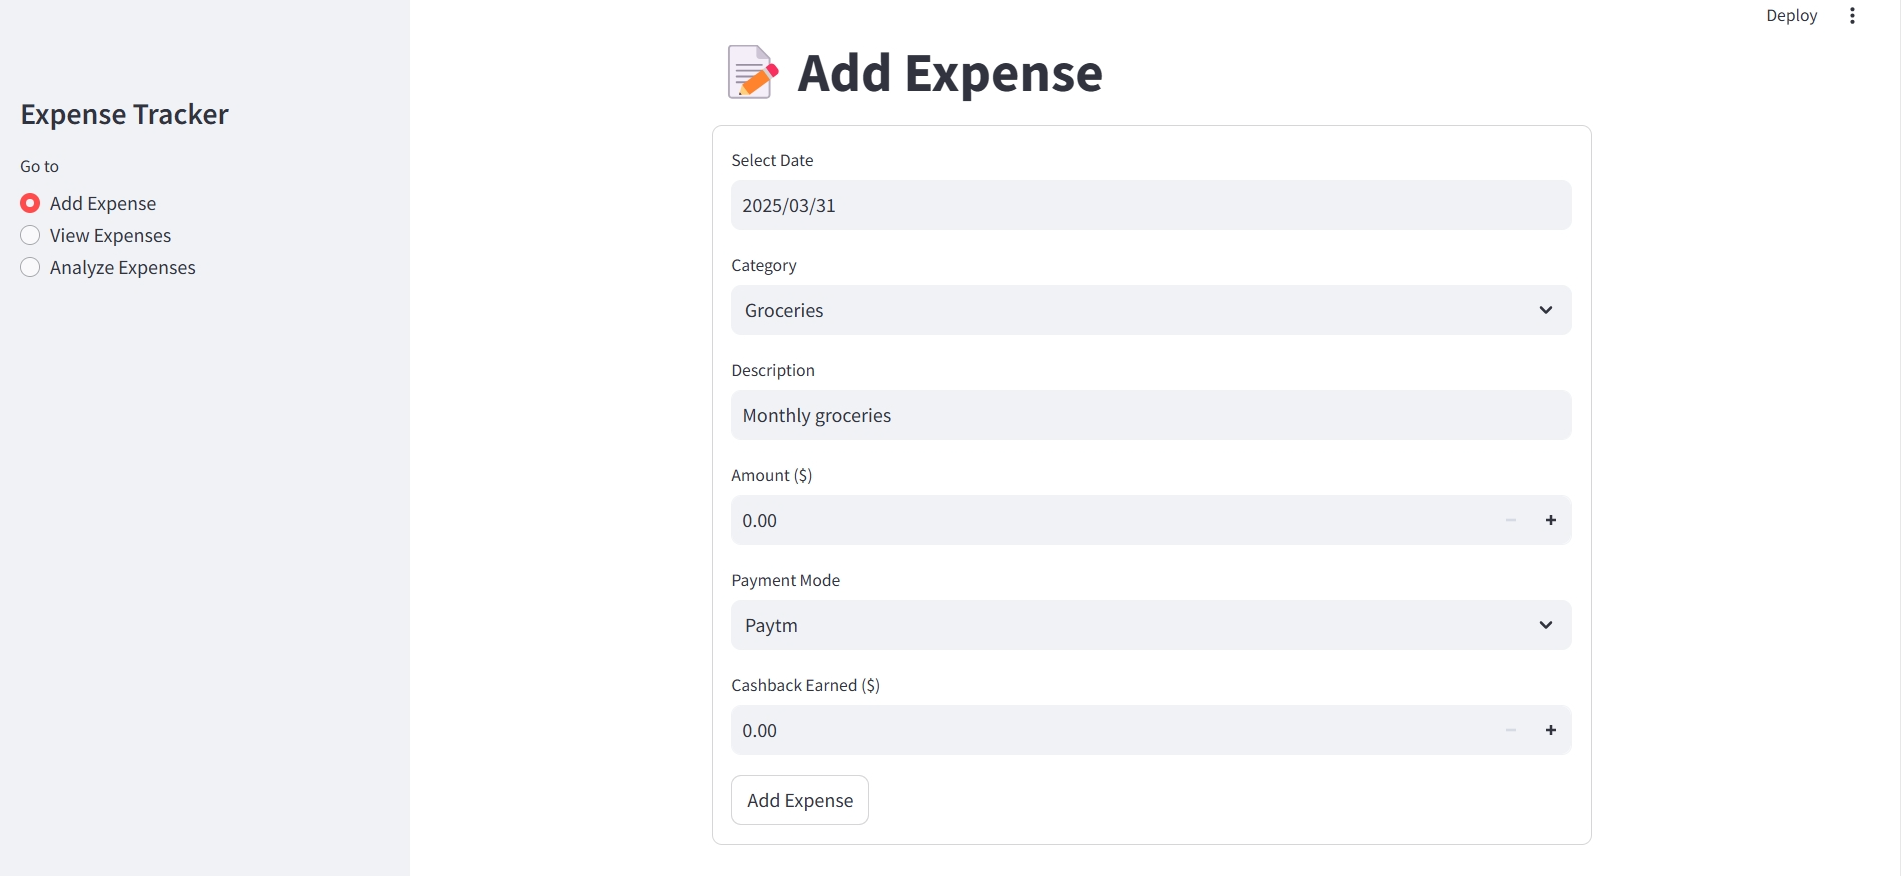 Deploy
Expense Tracker
Go to
Add Expense
View Expenses
Analyze Expenses
Add Expense
Select Date
2025/03/31
Category
Groceries
Description
Monthly groceries
Amount ($)
0.00
Payment Mode
Paytm
Cashback Earned ($)
0.00
Add Expense